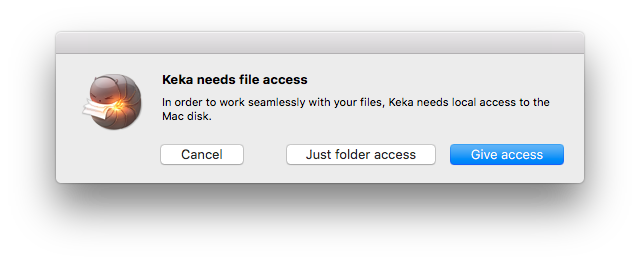 Keka needs file access
In order to work seamlessly with your files, Keka needs local access to the
Mac disk.
Cancel
Just folder access
Give access